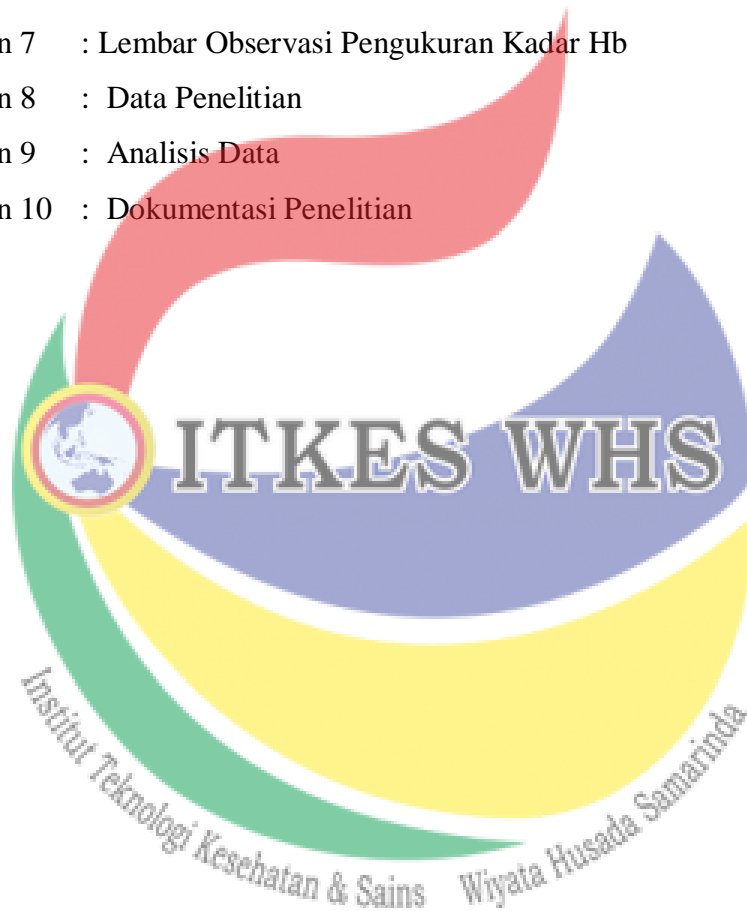 n 7 : Lembar Observasi Pengukuran Kadar Hb
n 8 : Data Penelitian
n 9 : Analisis Data
n 10 : Dokumentasi Penelitian
ITKES WHS
Institut Teknologi Kesehatan & Sains Wiyata Husada Samarinda